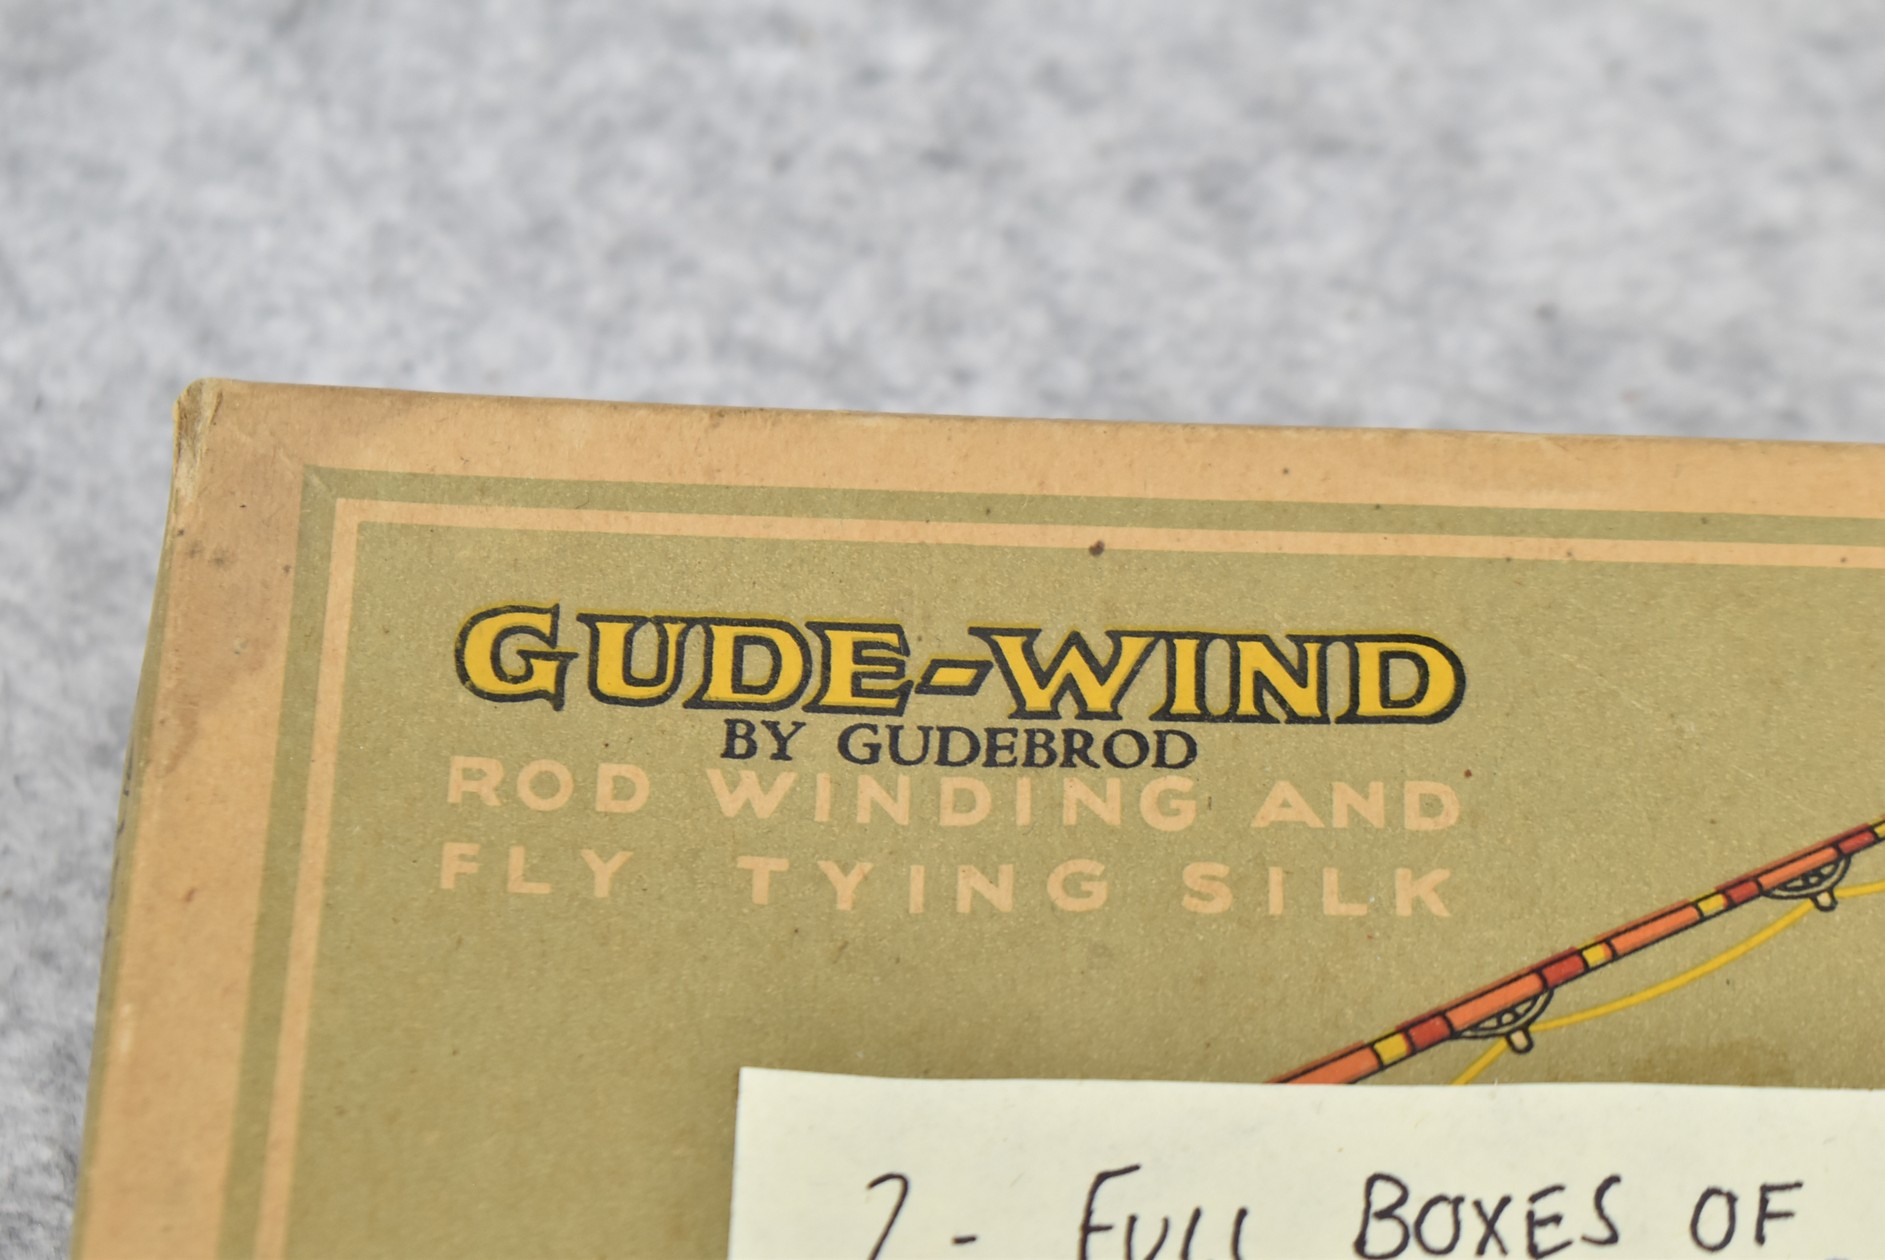 GUDE-WIND
BY GUDEBROD
ROD WINDING AND
FLY TYING SILK
2- FULL BOXES OF